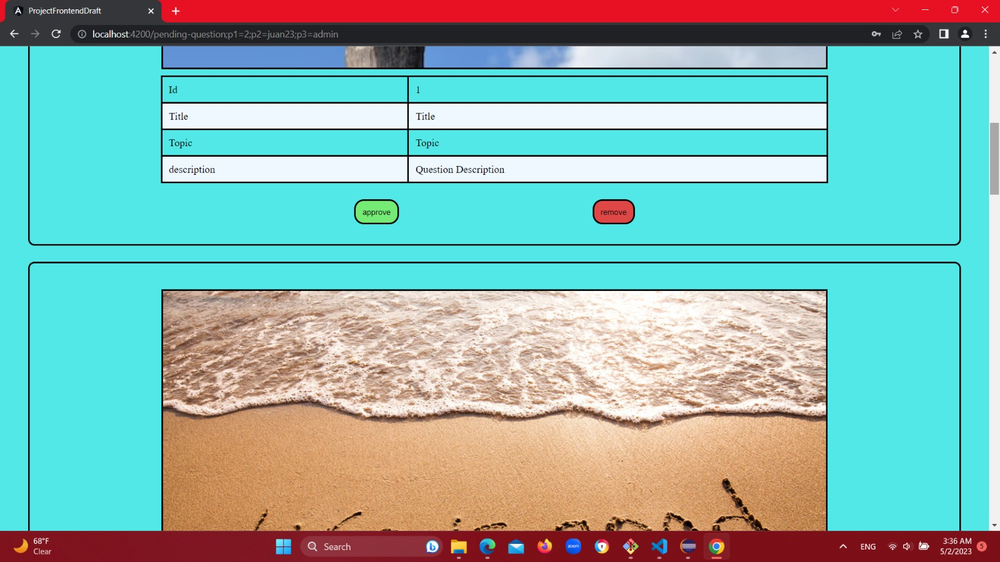 ProjectFrontendDraft
localhost:4200/pending-question;p1=2;p2=juan23;p3=admin
Id 1
Title Title
Topic Topic
description Question Description
approve remove
68°F
Clear
Search
zoom
ENG
3:36 AM
5/2/2023
5